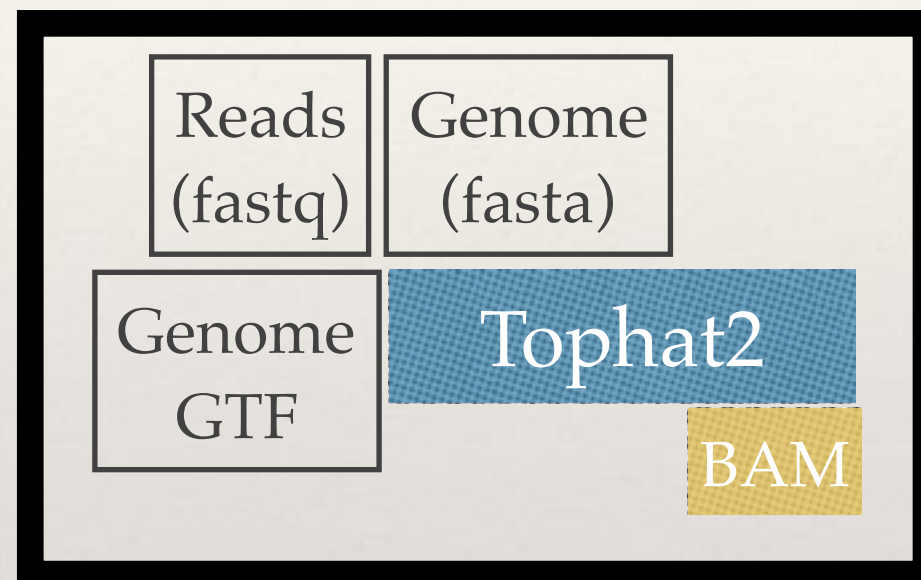 Reads
(fastq)
Genome
(fasta)
Genome
GTF
Tophat2
BAM